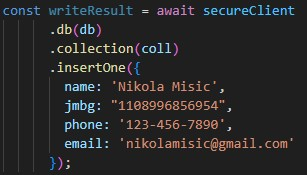 const writeResult = await secureClient
.db(db)
.collection(coll)
.insertOne({
name: 'Nikola Misic',
jmbg: "1108996856954",
phone: '123-456-7890',
email: 'nikolamisic@gmail.com'
});